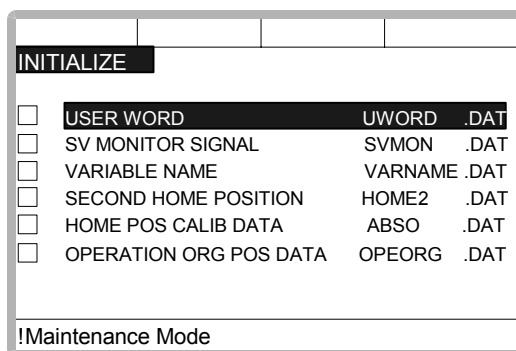 INITIALIZE
USER WORD UWORD .DAT
SV MONITOR SIGNAL SVMON .DAT
VARIABLE NAME VARNAME .DAT
SECOND HOME POSITION HOME2 .DAT
HOME POS CALIB DATA ABSO .DAT
OPERATION ORG POS DATA OPEORG .DAT
!Maintenance Mode